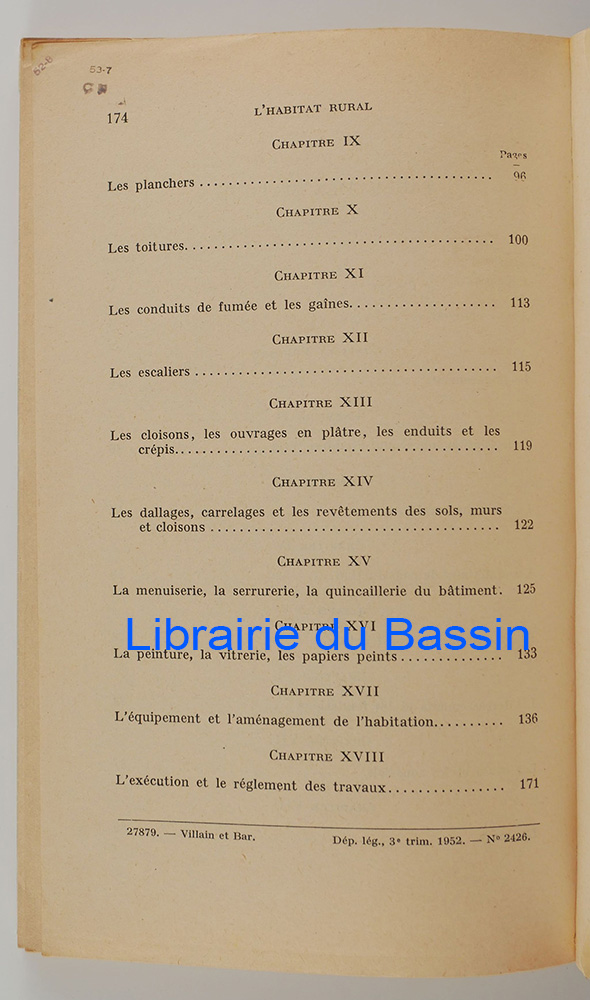 52-8
53-7
174
L'HABITAT RURAL
CHAPITRE IX
Pages
Les planchers ........................................ 96
CHAPITRE X
Les toitures.......................................... 100
CHAPITRE XI
Les conduits de fumée et les gaînes.................... 113
CHAPITRE XII
Les escaliers ......................................... 115
CHAPITRE XIII
Les cloisons, les ouvrages en plâtre, les enduits et les
crépis.............................................. 119
CHAPITRE XIV
Les dallages, carrelages et les revêtements des sols, murs
et cloisons ........................................ 122
CHAPITRE XV
La menuiserie, la serrurerie, la quincaillerie du bâtiment. 125
CHAPITRE XVI
Librairie du Bassin
La peinture, la vitrerie, les papiers peints .............. 133
CHAPITRE XVII
L'équipement et l'aménagement de l'habitation.......... 136
CHAPITRE XVIII
L'exécution et le réglement des travaux................ 171
27879. — Villain et Bar.
Dép. lég., 3e trim. 1952. — No 2426.